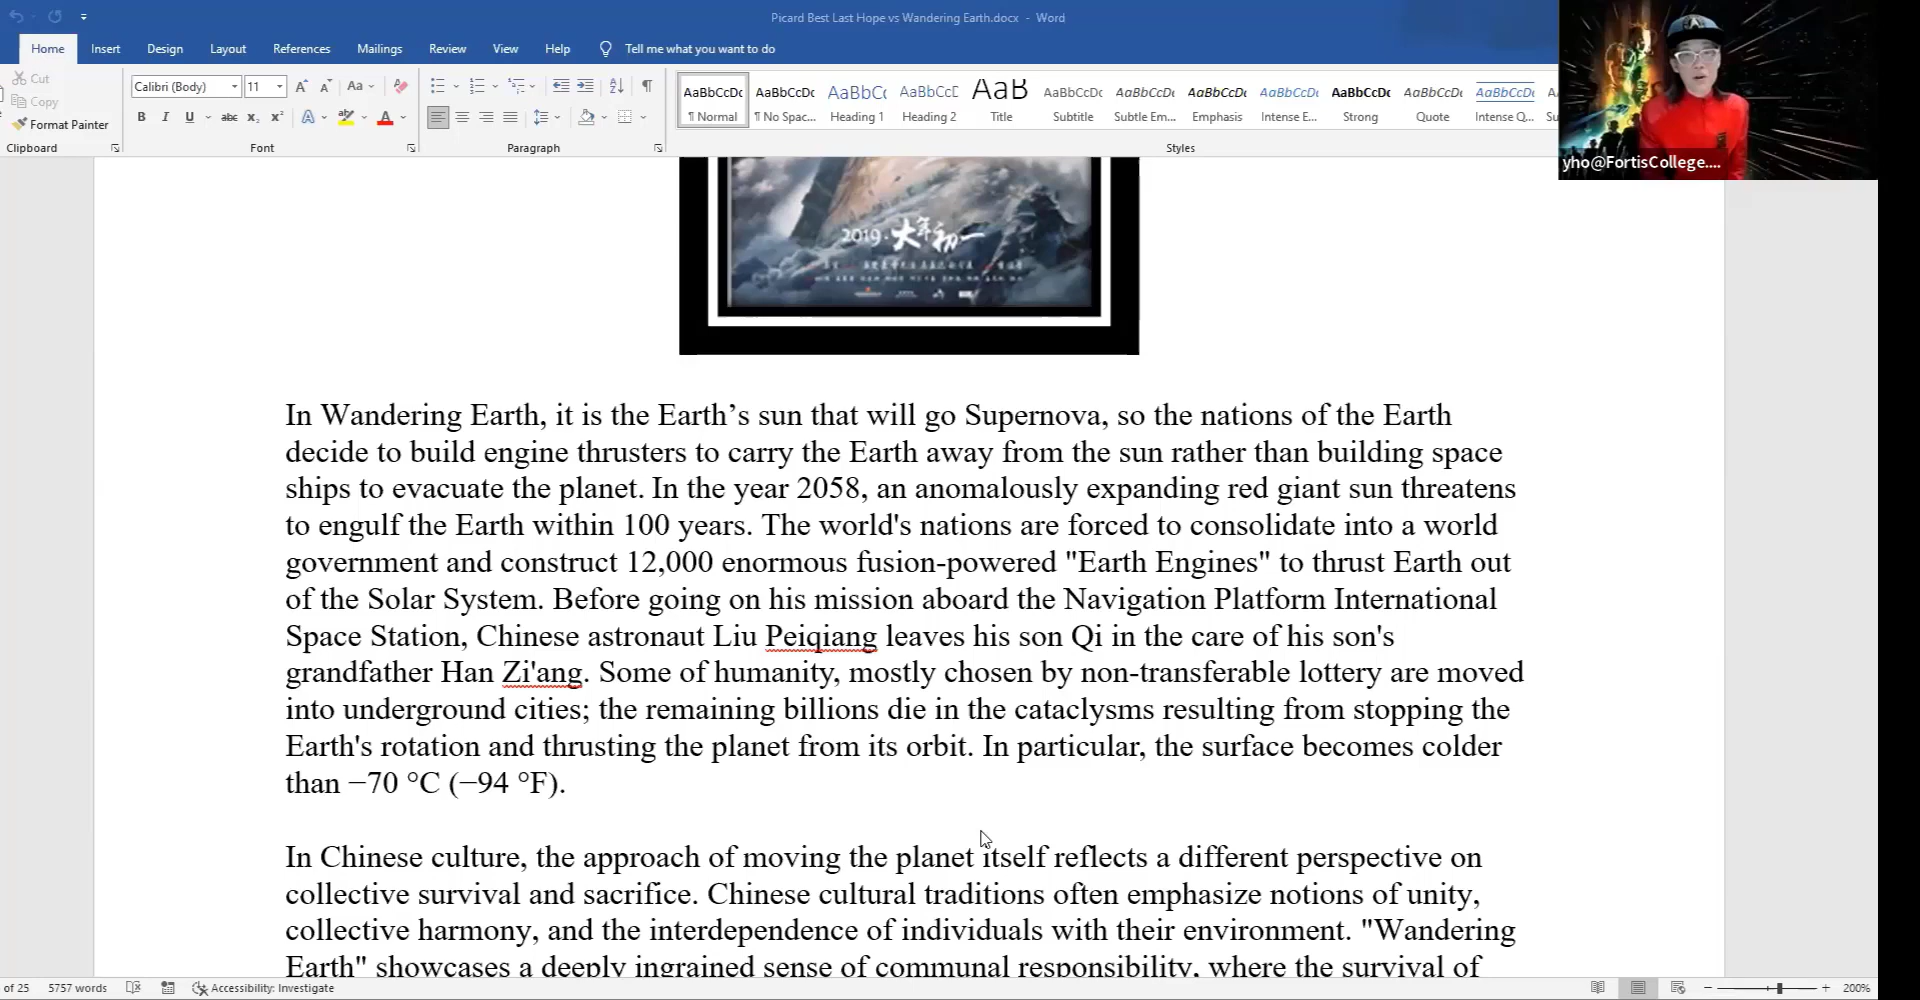 Picard Best Last Hope vs Wandering Earth.docx - Word
Home Insert Design Layout References Mailings Review View Help Tell me what you want to do
Cut
Copy
Format Painter
Calibri (Body) 11
AaBbCcDc AaBbCcDc AaBbCc AaBbCcD AaB AaBbCcDc AaBbCcDc AaBbCcDc AaBbCcDc AaBbCcDc AaBbCcDc AaBbCcDc
¶ Normal ¶ No Spac... Heading 1 Heading 2 Title Subtitle Subtle Em... Emphasis Intense E... Strong Quote Intense Q...
Clipboard Font Paragraph Styles
yho@FortisCollege....
2019·大年初一
In Wandering Earth, it is the Earth’s sun that will go Supernova, so the nations of the Earth
decide to build engine thrusters to carry the Earth away from the sun rather than building space
ships to evacuate the planet. In the year 2058, an anomalously expanding red giant sun threatens
to engulf the Earth within 100 years. The world's nations are forced to consolidate into a world
government and construct 12,000 enormous fusion-powered "Earth Engines" to thrust Earth out
of the Solar System. Before going on his mission aboard the Navigation Platform International
Space Station, Chinese astronaut Liu Peiqiang leaves his son Qi in the care of his son's
grandfather Han Zi'ang. Some of humanity, mostly chosen by non-transferable lottery are moved
into underground cities; the remaining billions die in the cataclysms resulting from stopping the
Earth's rotation and thrusting the planet from its orbit. In particular, the surface becomes colder
than −70 °C (−94 °F).
In Chinese culture, the approach of moving the planet itself reflects a different perspective on
collective survival and sacrifice. Chinese cultural traditions often emphasize notions of unity,
collective harmony, and the interdependence of individuals with their environment. "Wandering
Earth" showcases a deeply ingrained sense of communal responsibility, where the survival of
of 25 5757 words Accessibility: Investigate 200%